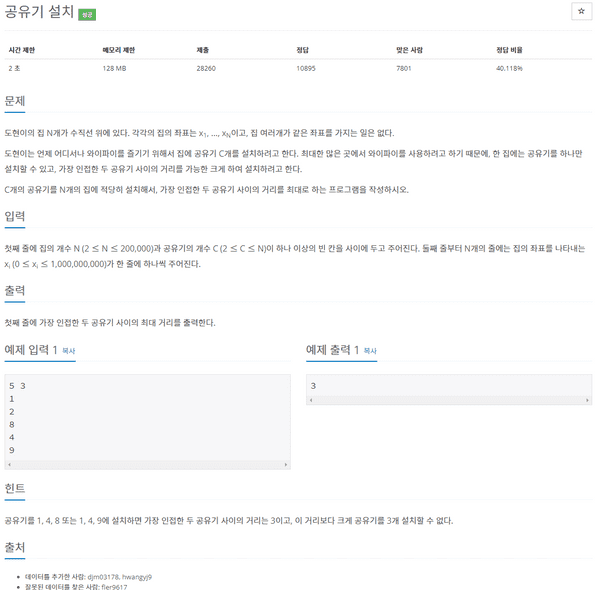 공유기 설치 성공
☆
시간 제한 메모리 제한 제출 정답 맞은 사람 정답 비율
2 초 128 MB 28260 10895 7801 40.118%
문제
도현이의 집 N개가 수직선 위에 있다. 각각의 집의 좌표는 x1, ..., xN이고, 집 여러개가 같은 좌표를 가지는 일은 없다.
도현이는 언제 어디서나 와이파이를 즐기기 위해서 집에 공유기 C개를 설치하려고 한다. 최대한 많은 곳에서 와이파이를 사용하려고 하기 때문에, 한 집에는 공유기를 하나만
설치할 수 있고, 가장 인접한 두 공유기 사이의 거리를 가능한 크게 하여 설치하려고 한다.
C개의 공유기를 N개의 집에 적당히 설치해서, 가장 인접한 두 공유기 사이의 거리를 최대로 하는 프로그램을 작성하시오.
입력
첫째 줄에 집의 개수 N (2 ≤ N ≤ 200,000)과 공유기의 개수 C (2 ≤ C ≤ N)이 하나 이상의 빈 칸을 사이에 두고 주어진다. 둘째 줄부터 N개의 줄에는 집의 좌표를 나타내는
xi (0 ≤ xi ≤ 1,000,000,000)가 한 줄에 하나씩 주어진다.
출력
첫째 줄에 가장 인접한 두 공유기 사이의 최대 거리를 출력한다.
예제 입력 1 복사
5 3
1
2
8
4
9
예제 출력 1 복사
3
힌트
공유기를 1, 4, 8 또는 1, 4, 9에 설치하면 가장 인접한 두 공유기 사이의 거리는 3이고, 이 거리보다 크게 공유기를 3개 설치할 수 없다.
출처
데이터를 추가한 사람: djm03178, hwangyj9
잘못된 데이터를 찾은 사람: fler9617